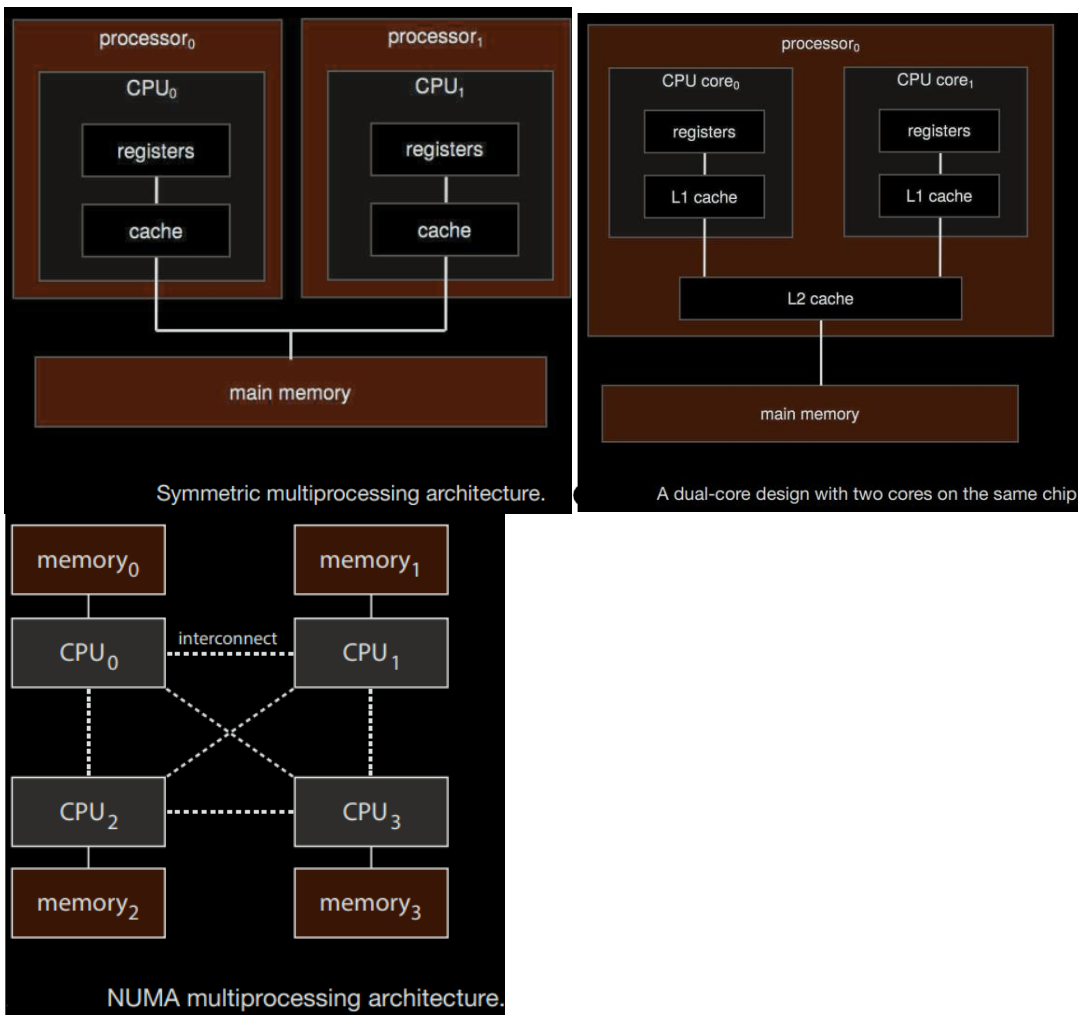 processor₀
processor₁
CPU₀
CPU₁
registers
registers
cache
cache
main memory
Symmetric multiprocessing architecture.
processor₀
CPU core₀
CPU core₁
registers
registers
L1 cache
L1 cache
L2 cache
main memory
A dual-core design with two cores on the same chip
memory₀
memory₁
interconnect
CPU₀
CPU₁
CPU₂
CPU₃
memory₂
memory₃
NUMA multiprocessing architecture.